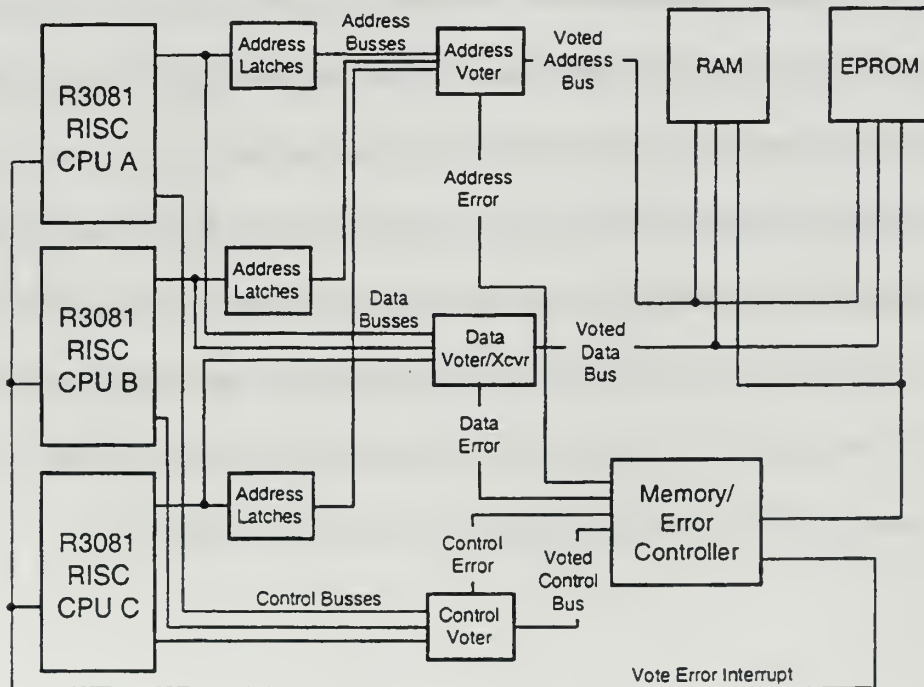 Address
Busses
Address
Latches
Address
Voter
Voted
Address
Bus
RAM
EPROM
R3081
RISC
CPU A
Address
Error
Address
Latches
R3081
RISC
CPU B
Data
Busses
Data
Voter/Xcvr
Voted
Data
Bus
Data
Error
Address
Latches
Memory/
Error
Controller
R3081
RISC
CPU C
Control
Error
Voted
Control
Bus
Control Busses
Control
Voter
Vote Error Interrupt